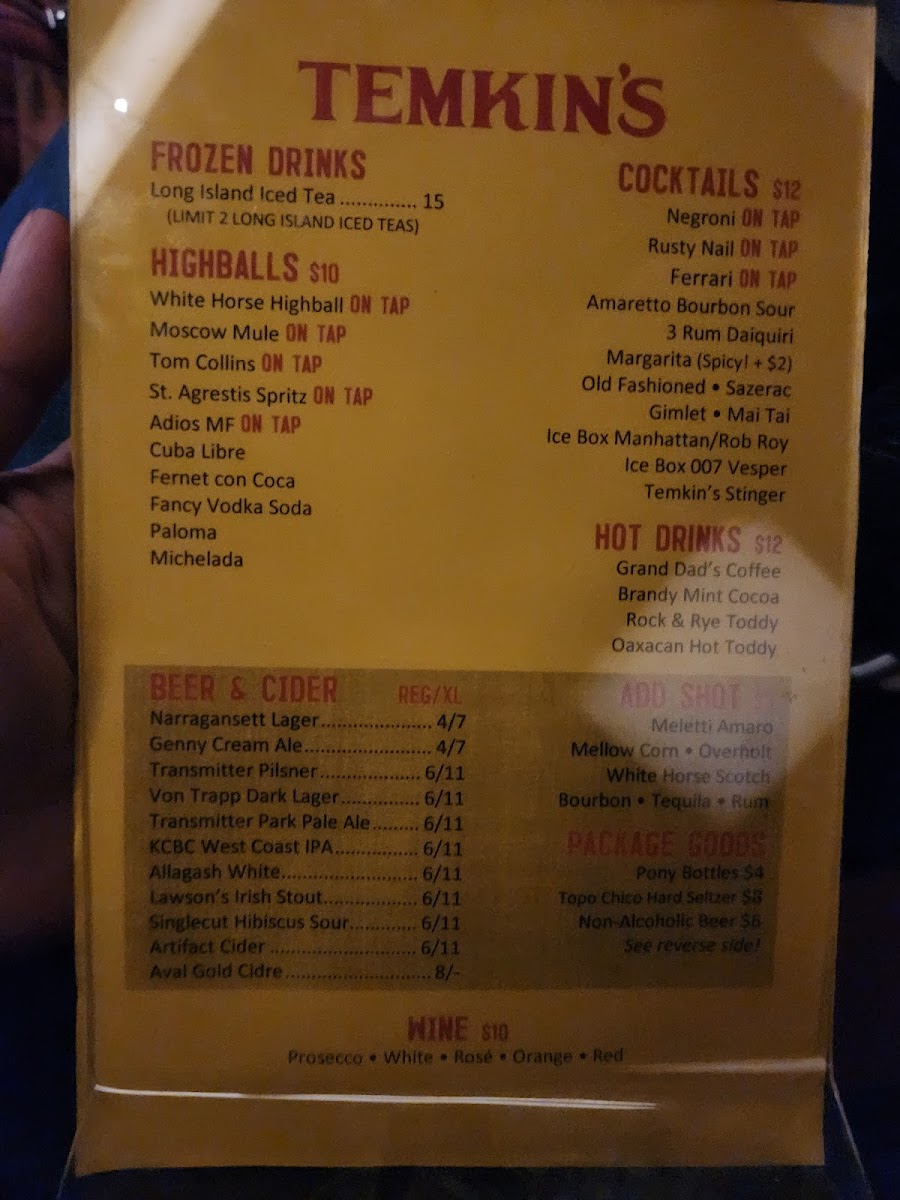 TEMKIN'S
FROZEN DRINKS
Long Island Iced Tea .............. 15
(LIMIT 2 LONG ISLAND ICED TEAS)
HIGHBALLS $10
White Horse Highball ON TAP
Moscow Mule ON TAP
Tom Collins ON TAP
St. Agrestis Spritz ON TAP
Adios MF ON TAP
Cuba Libre
Fernet con Coca
Fancy Vodka Soda
Paloma
Michelada
COCKTAILS $12
Negroni ON TAP
Rusty Nail ON TAP
Ferrari ON TAP
Amaretto Bourbon Sour
3 Rum Daiquiri
Margarita (Spicy! + $2)
Old Fashioned • Sazerac
Gimlet • Mai Tai
Ice Box Manhattan/Rob Roy
Ice Box 007 Vesper
Temkin's Stinger
HOT DRINKS $12
Grand Dad's Coffee
Brandy Mint Cocoa
Rock & Rye Toddy
Oaxacan Hot Toddy
BEER & CIDER REG/XL
Narragansett Lager..................... 4/7
Genny Cream Ale........................ 4/7
Transmitter Pilsner..................... 6/11
Von Trapp Dark Lager................ 6/11
Transmitter Park Pale Ale......... 6/11
KCBC West Coast IPA................. 6/11
Allagash White............................ 6/11
Lawson's Irish Stout.................. 6/11
Singlecut Hibiscus Sour............. 6/11
Artifact Cider .............................. 6/11
Aval Gold Cidre............................. 8/-
ADD SHOT
Meletti Amaro
Mellow Corn • Overholt
White Horse Scotch
Bourbon • Tequila • Rum
PACKAGE GOODS
Pony Bottles $4
Topo Chico Hard Seltzer $8
Non-Alcoholic Beer $6
See reverse side!
WINE $10
Prosecco • White • Rosé • Orange • Red